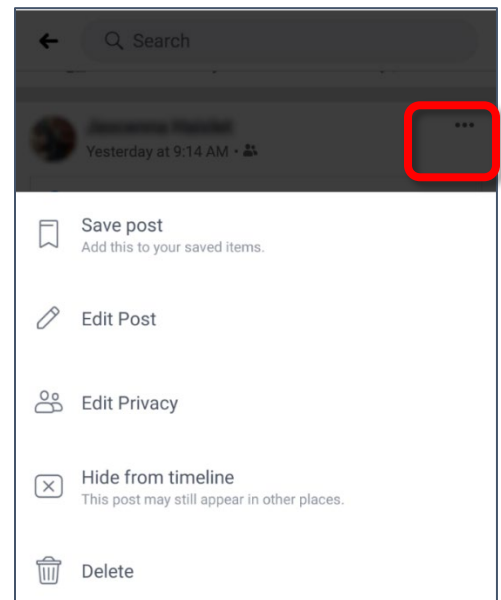 Search
Yesterday at 9:14 AM •
Save post
Add this to your saved items.
Edit Post
Edit Privacy
Hide from timeline
This post may still appear in other places.
Delete